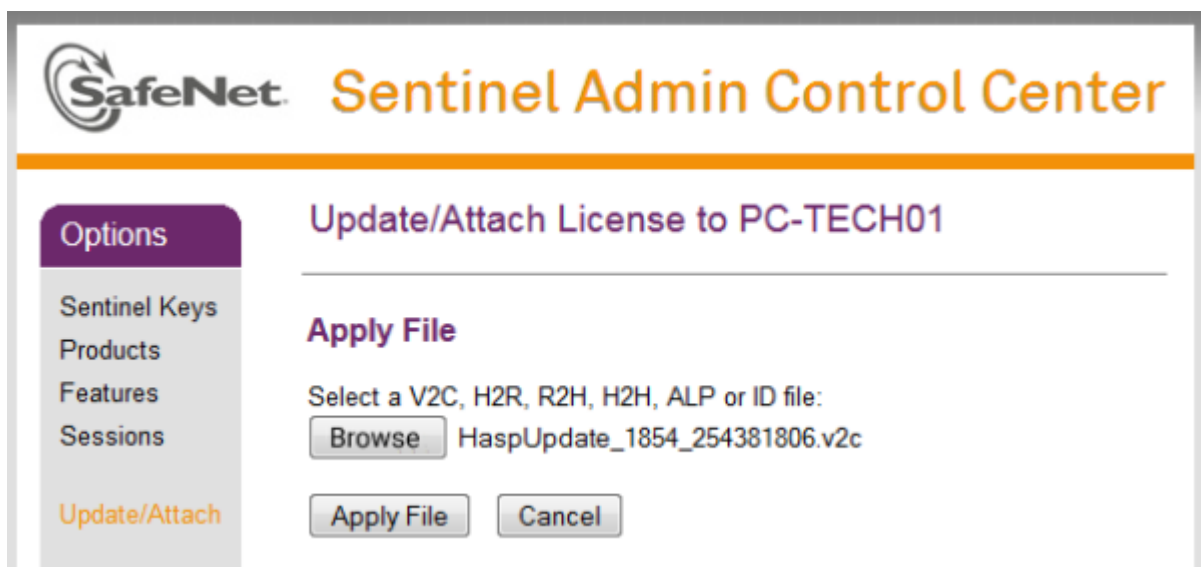 SafeNet. Sentinel Admin Control Center
Options
Sentinel Keys
Products
Features
Sessions
Update/Attach
Update/Attach License to PC-TECH01
Apply File
Select a V2C, H2R, R2H, H2H, ALP or ID file:
Browse HaspUpdate_1854_254381806.v2c
Apply File Cancel